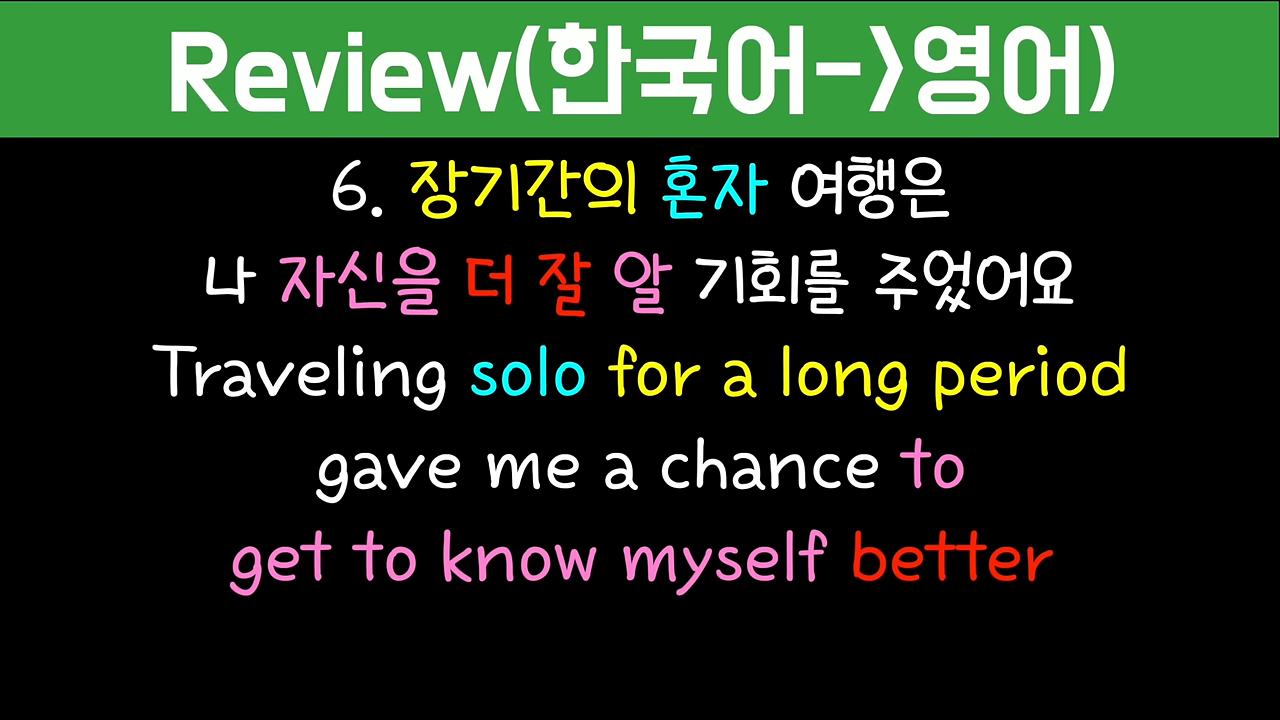 Review(한국어->영어)
6. 장기간의 혼자 여행은
나 자신을 더 잘 알 기회를 주었어요
Traveling solo for a long period
gave me a chance to
get to know myself better